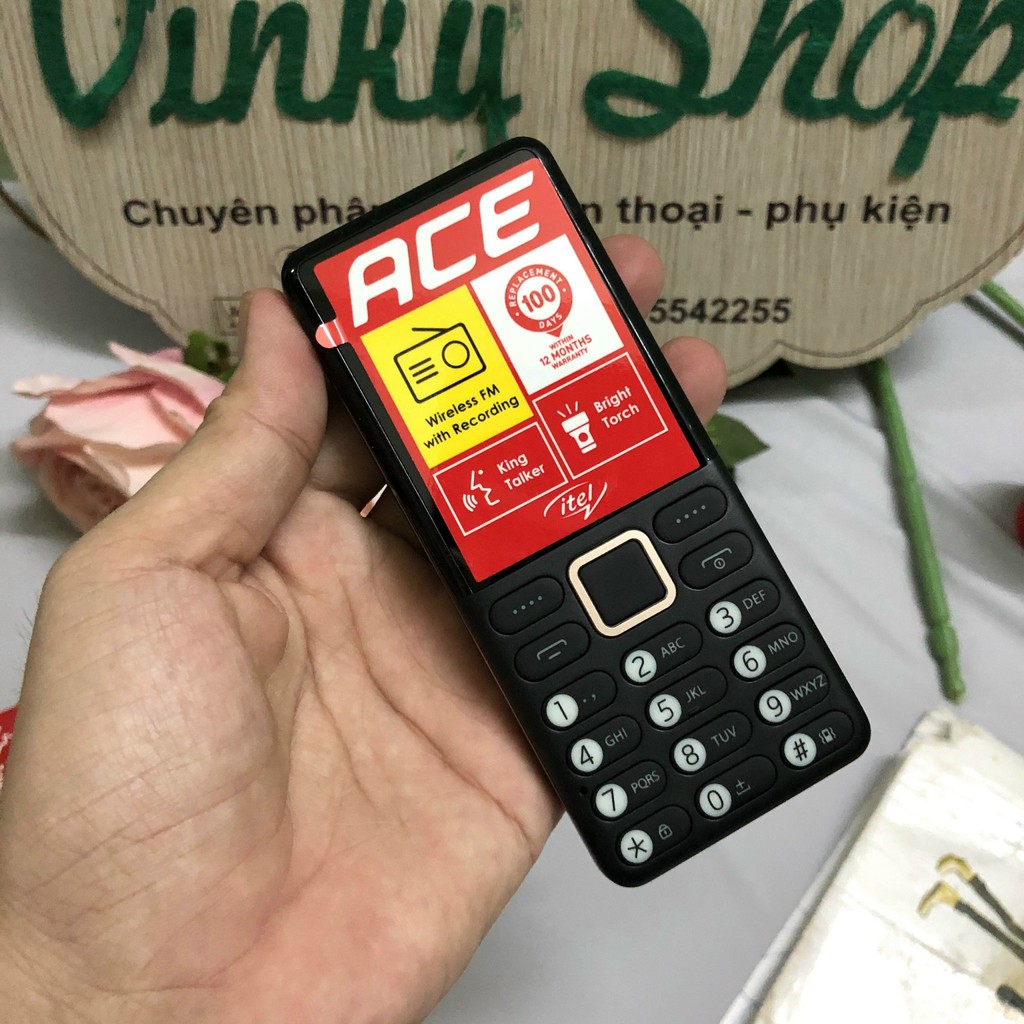 Vinky Shop
Chuyên phân thoại - phụ kiện
5542255
ACE
REPLACEMENT
100
DAYS
WITHIN
12 MONTHS
WARRANTY
Wireless FM
with Recording
Bright
Torch
King
Talker
itel
1 . ,
2 ABC
3 DEF
4 GHI
5 JKL
6 MNO
7 PQRS
8 TUV
9 WXYZ
*
0
#